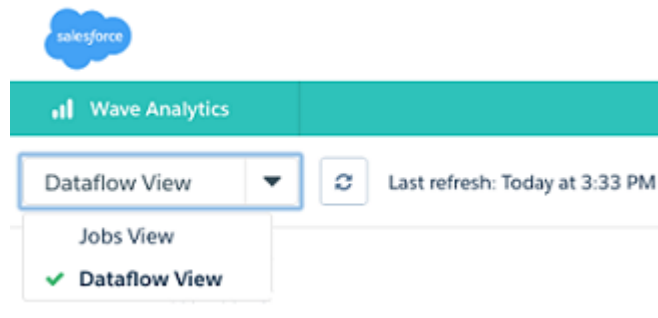 salesforce
Wave Analytics
Dataflow View
Last refresh: Today at 3:33 PM
Jobs View
Dataflow View